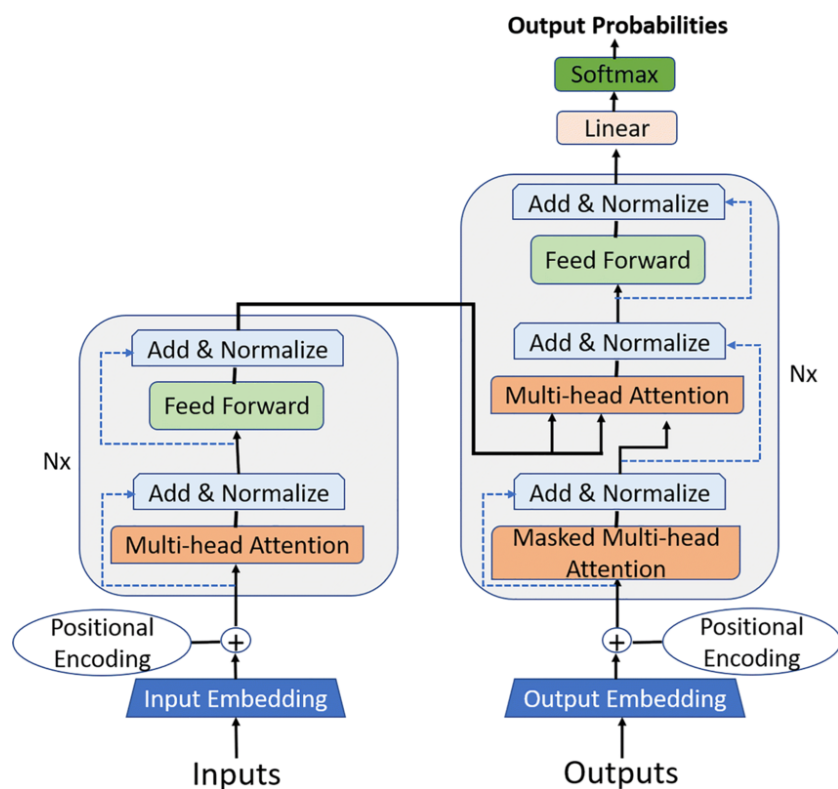 Output Probabilities
Softmax
Linear
Add & Normalize
Feed Forward
Add & Normalize
Multi-head Attention
Nx
Add & Normalize
Masked Multi-head
Attention
Add & Normalize
Feed Forward
Nx
Add & Normalize
Multi-head Attention
Positional
Encoding
+
Input Embedding
Inputs
+
Positional
Encoding
Output Embedding
Outputs